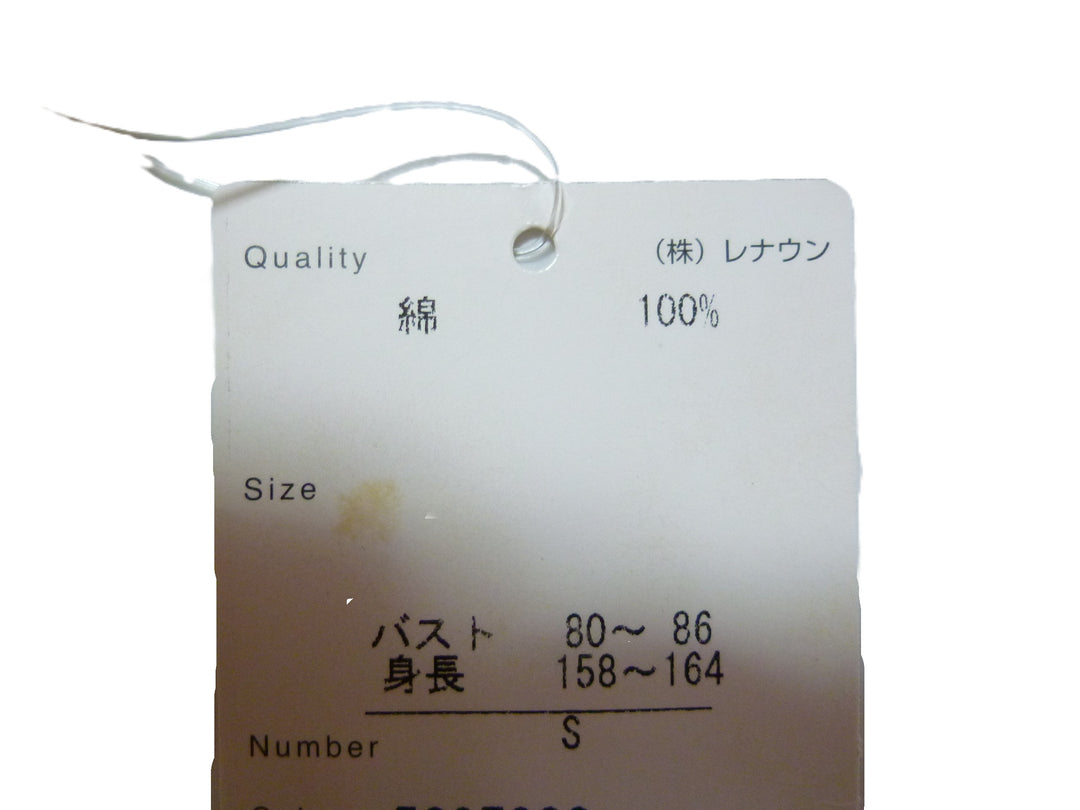 Quality （株）レナウン
綿 100%
Size
バスト 80～ 86
身長 158～164
S
Number